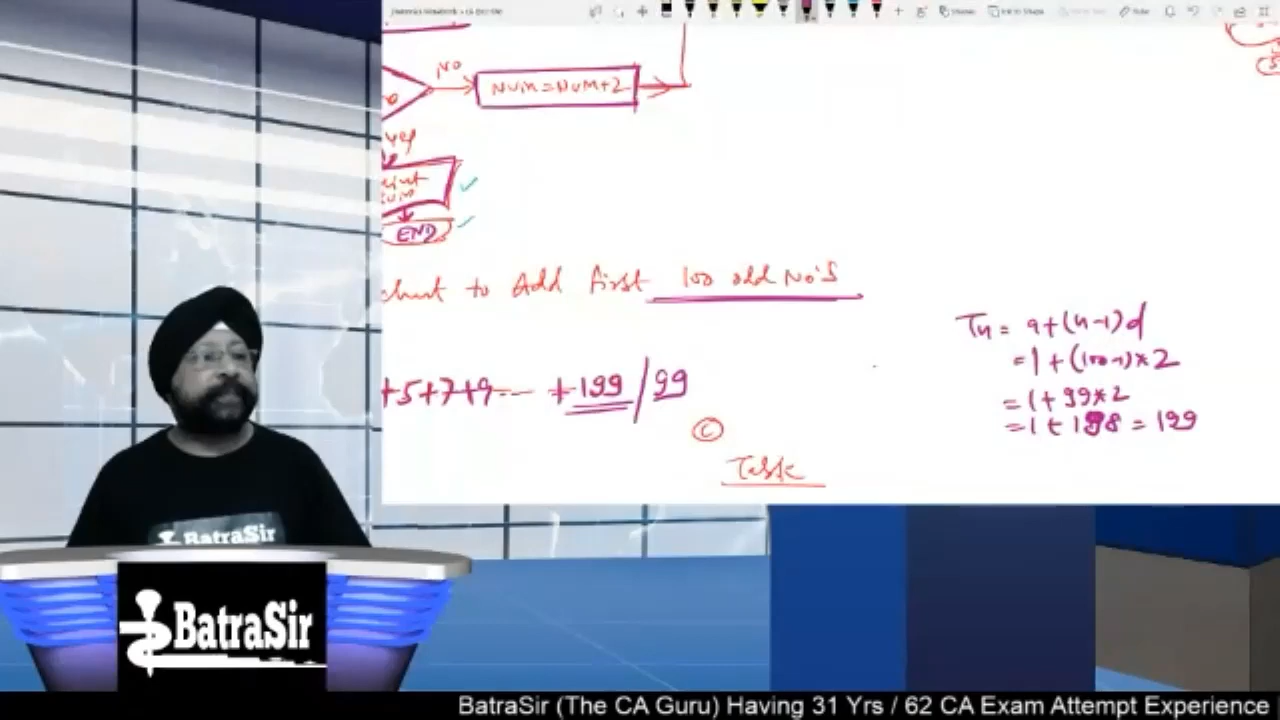 NO
NUM=NUM+2
Yes
END
to Add first 100 odd No's
+5+7+9--- +199/99
C
Task
Tn = a+(n-1)d
=1+(100-1)*2
=1+99*2
=1+198=199
BatraSir
BatraSir
BatraSir (The CA Guru) Having 31 Yrs / 62 CA Exam Attempt Experience